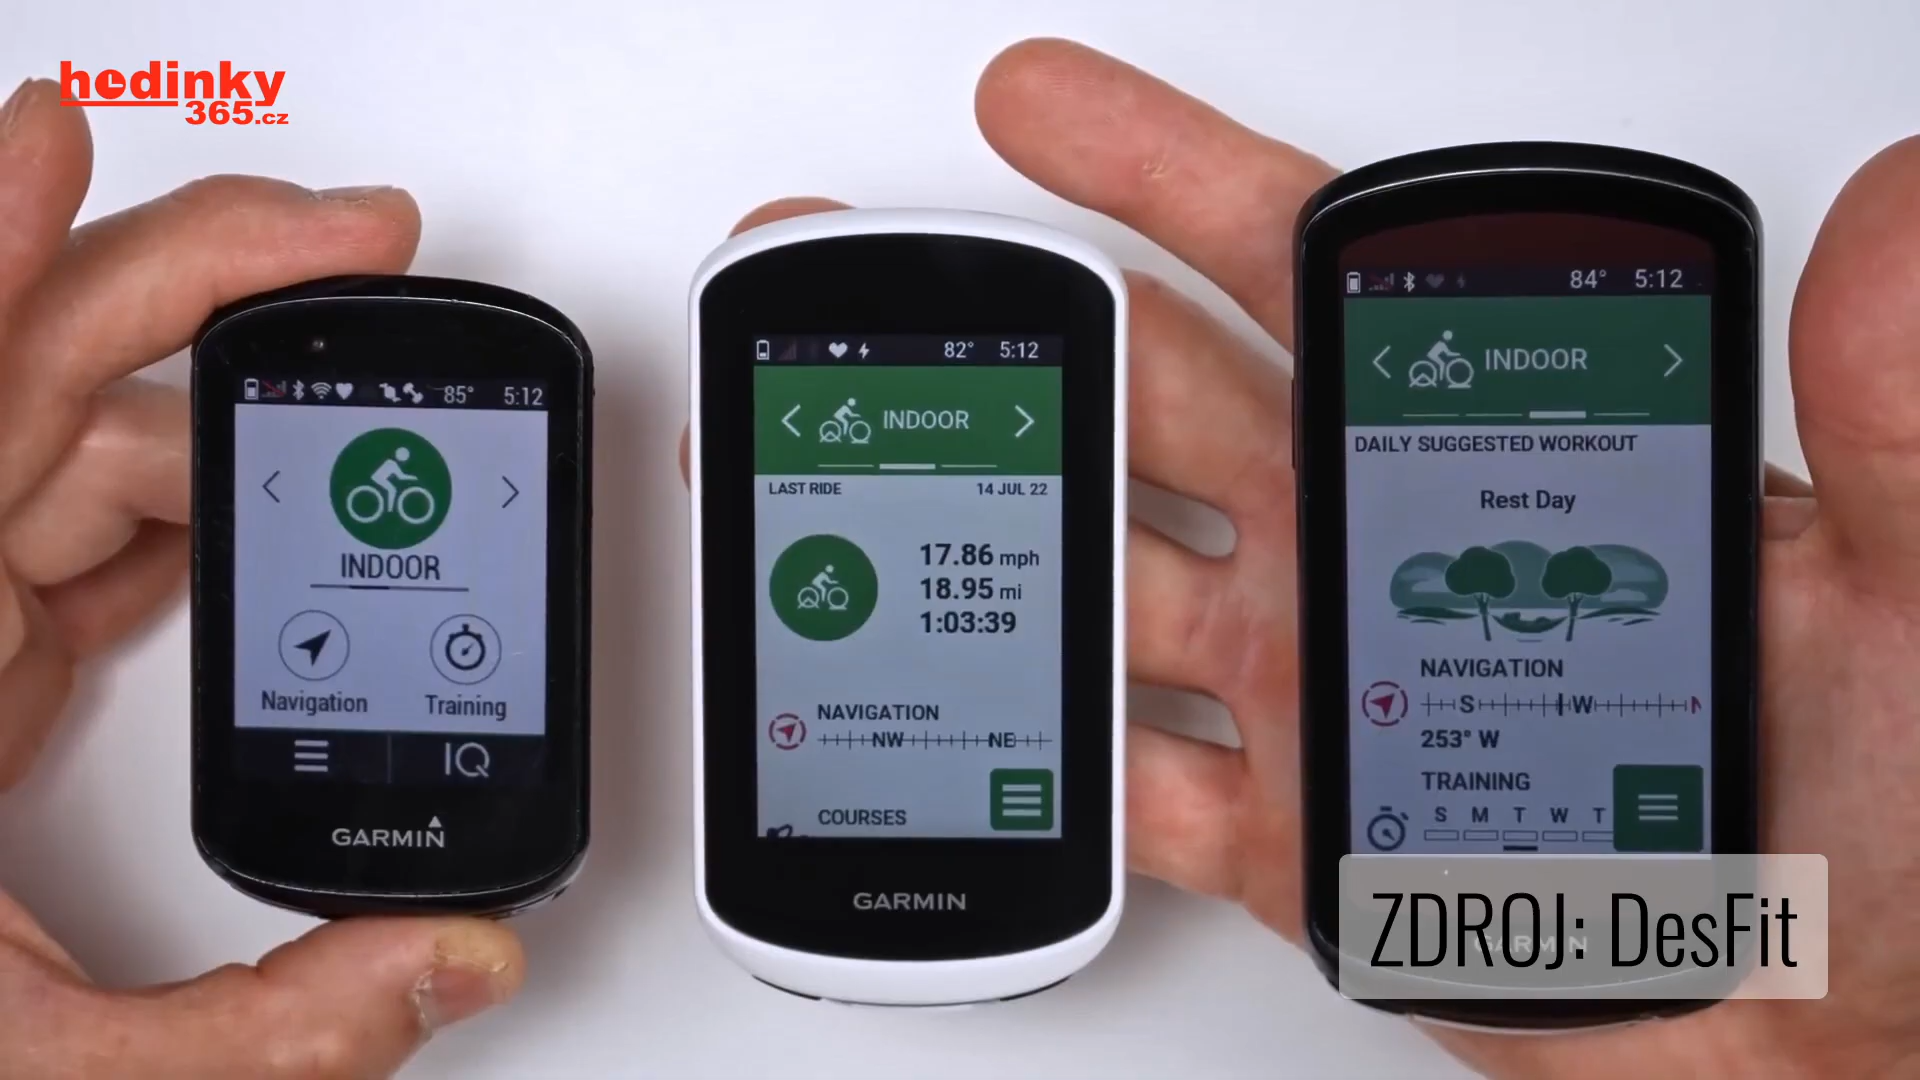 hodinky
365.cz
85° 5:12
INDOOR
Navigation
Training
IQ
GARMIN
82° 5:12
INDOOR
LAST RIDE 14 JUL 22
17.86 mph
18.95 mi
1:03:39
NAVIGATION
NW NE
COURSES
GARMIN
84° 5:12
INDOOR
DAILY SUGGESTED WORKOUT
Rest Day
NAVIGATION
S W N
253° W
TRAINING
S M T W T
GARMIN
ZDROJ: DesFit